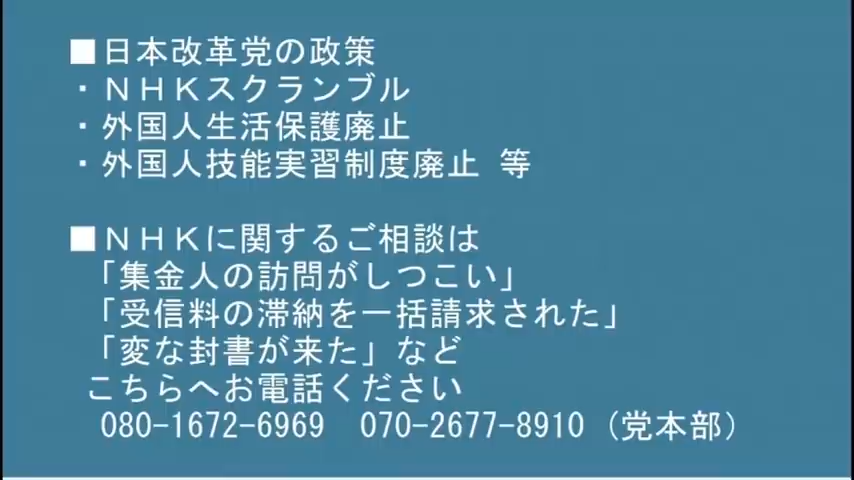 ■日本改革党の政策
・ＮＨＫスクランブル
・外国人生活保護廃止
・外国人技能実習制度廃止 等
■ＮＨＫに関するご相談は
「集金人の訪問がしつこい」
「受信料の滞納を一括請求された」
「変な封書が来た」など
こちらへお電話ください
080-1672-6969 070-2677-8910（党本部）